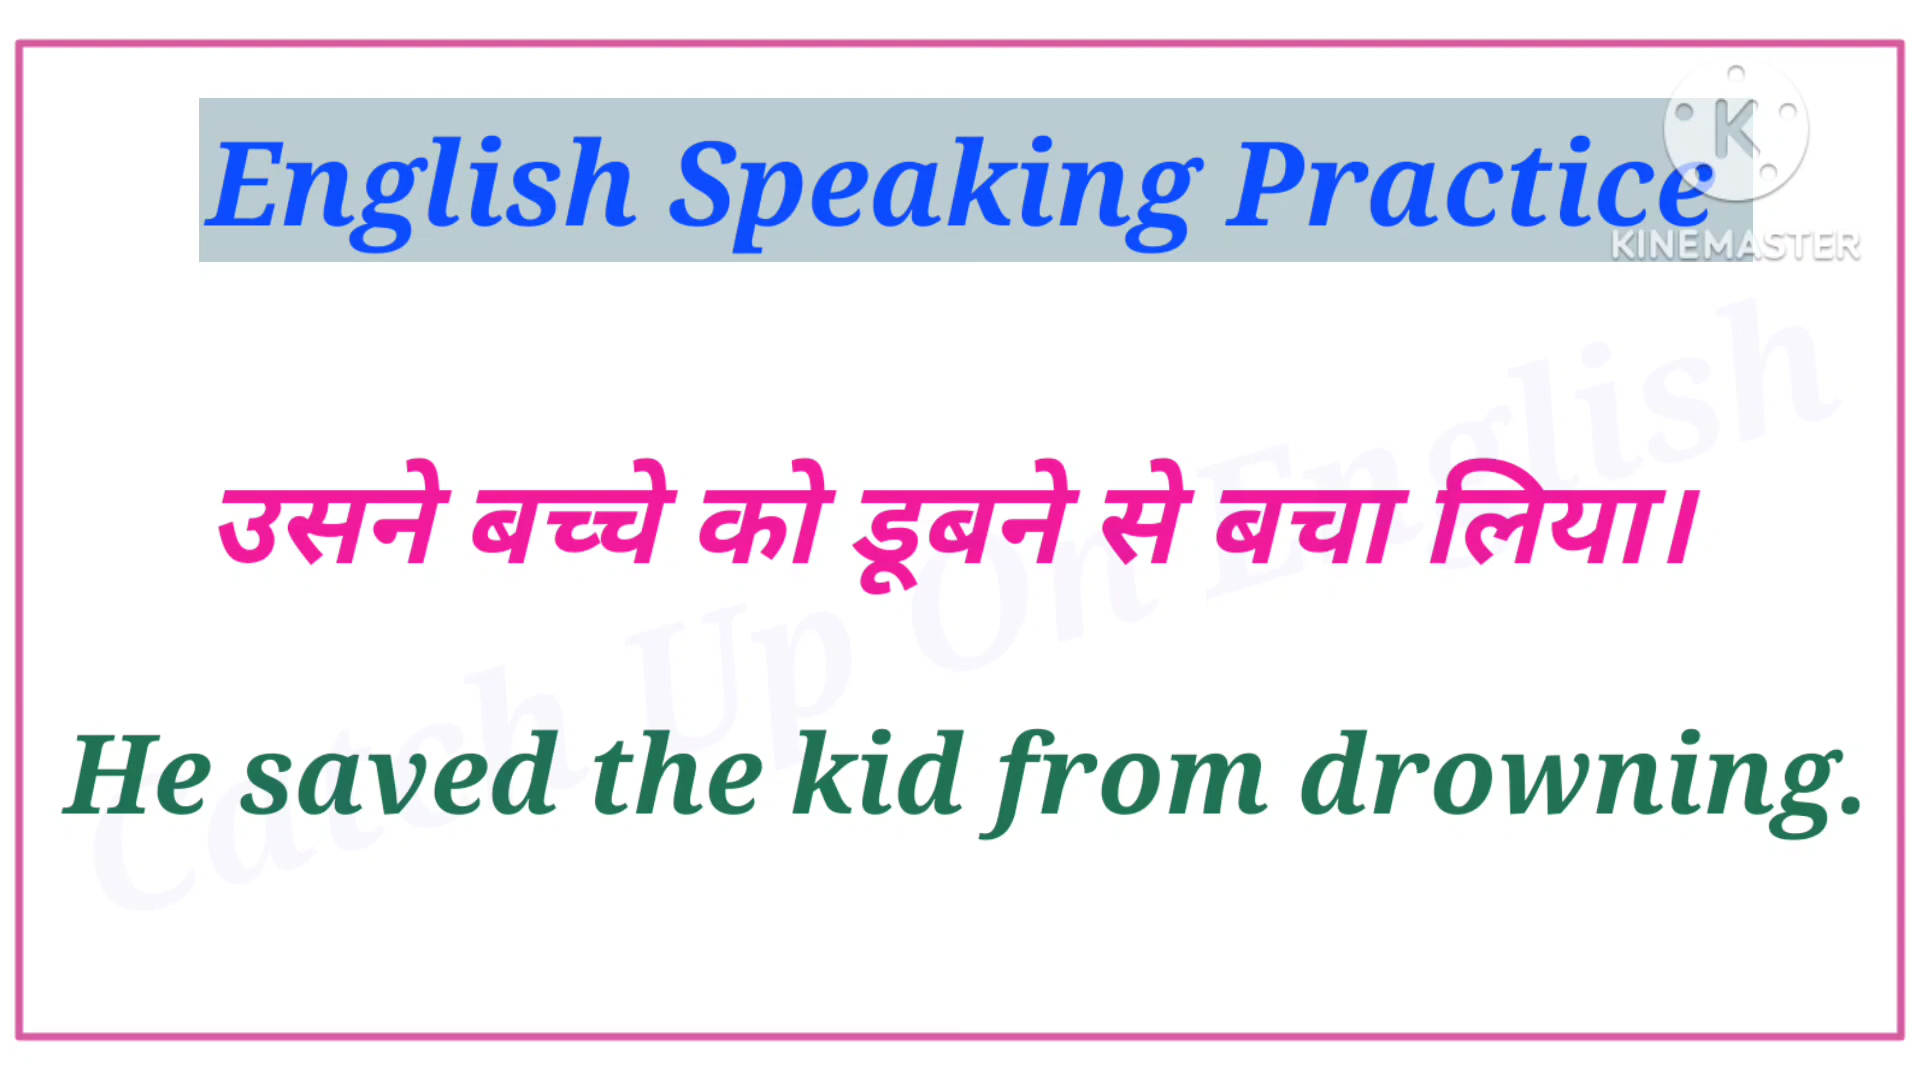 English Speaking Practice
K
KINEMASTER
उसने बच्चे को डूबने से बचा लिया।
Catch Up On English
He saved the kid from drowning.